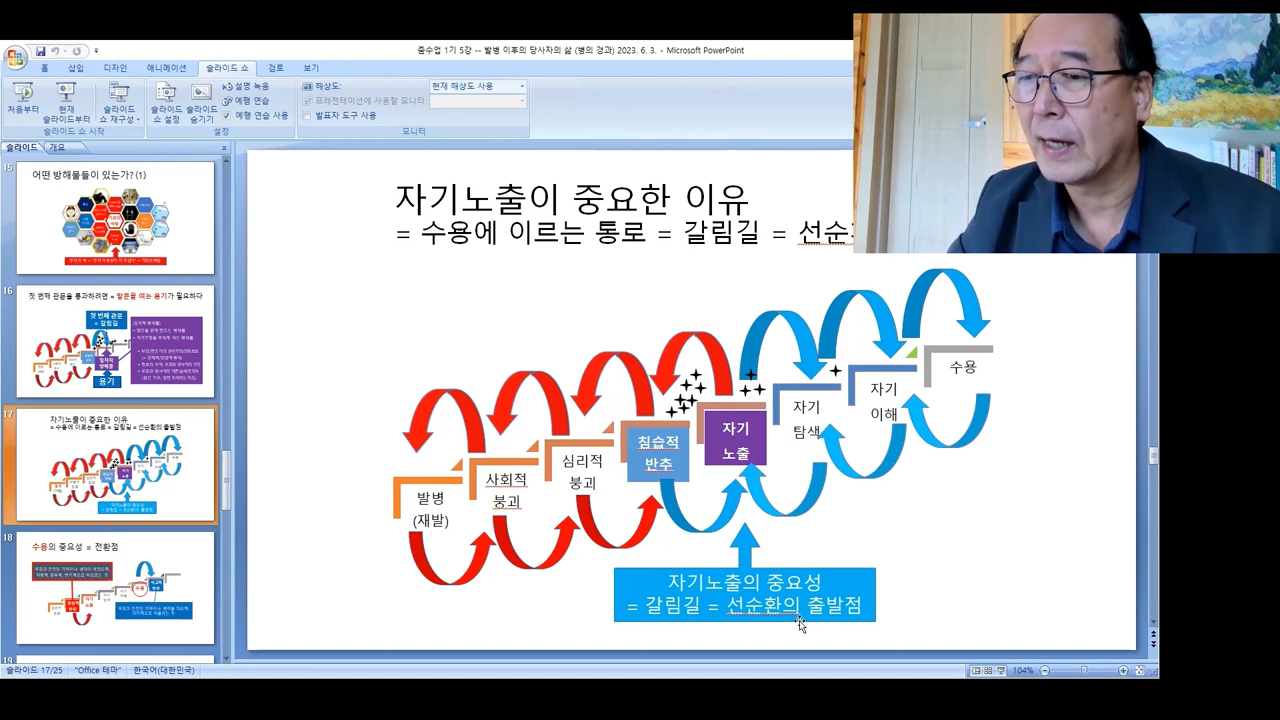 줌수업 1기 5강 -- 발병 이후의 당사자의 삶 (병의 경과) 2023. 6. 3. - Microsoft PowerPoint
홈 삽입 디자인 애니메이션 슬라이드 쇼 검토 보기
처음부터
현재
슬라이드부터
슬라이드
쇼 재구성
슬라이드 쇼 시작
슬라이드
쇼 설정
슬라이드
숨기기
설명 녹음
예행 연습
예행 연습 사용
설정
해상도:
현재 해상도 사용
프레젠테이션에 사용할 모니터:
발표자 도구 사용
모니터
슬라이드 개요
15
어떤 방해물들이 있는가? (1)
16
첫 번째 관문을 통과하려면 = 말문을 여는 용기가 필요하다
첫 번째 관문
= 갈림길
용기
17
자기노출이 중요한 이유
= 수용에 이르는 통로 = 갈림길 = 선순환의 출발점
18
수용의 중요성 = 전환점
수용
19
자기노출이 중요한 이유
= 수용에 이르는 통로 = 갈림길 = 선순
발병
(재발)
사회적
붕괴
심리적
붕괴
침습적
반추
자기
노출
자기
탐색
자기
이해
수용
자기노출의 중요성
= 갈림길 = 선순환의 출발점
슬라이드 17/25 "Office 테마" 한국어(대한민국)
104%